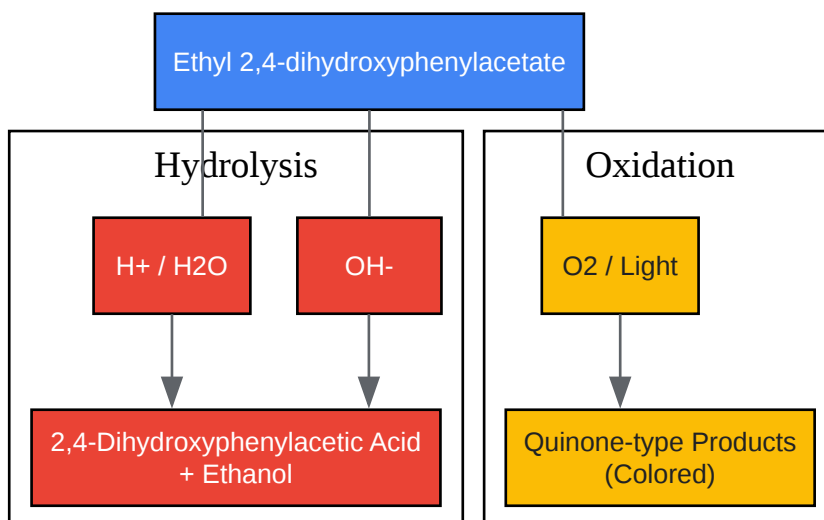 Ethyl 2,4-dihydroxyphenylacetate
Hydrolysis
Oxidation
H+ / H2O
OH-
O2 / Light
2,4-Dihydroxyphenylacetic Acid
+ Ethanol
Quinone-type Products
(Colored)